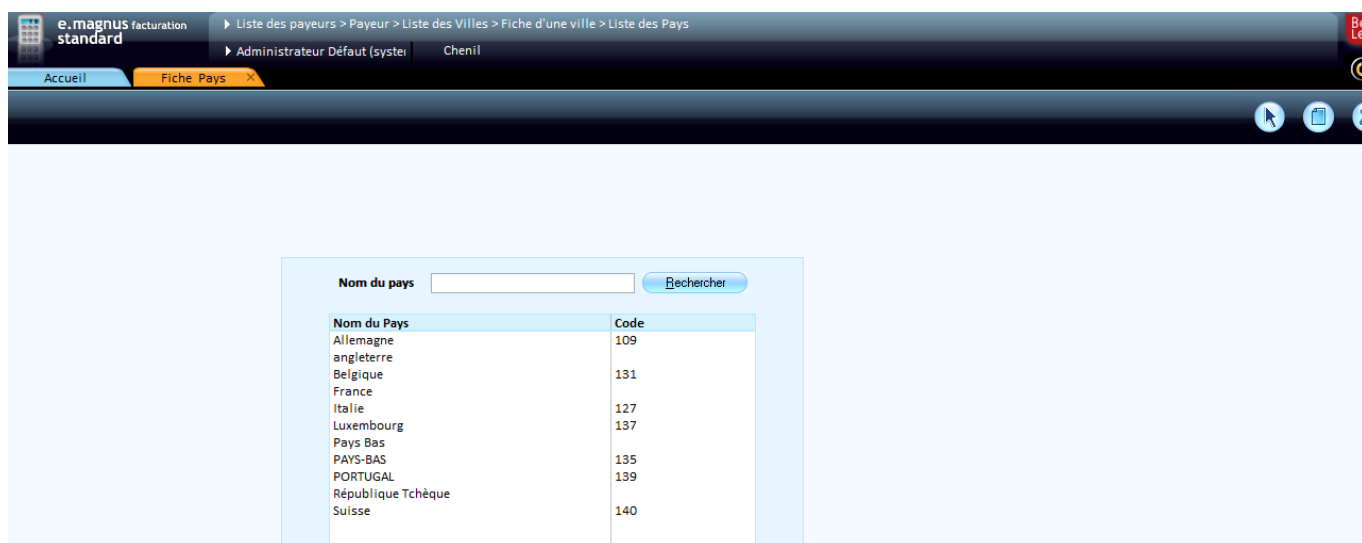 e.magnus facturation
standard
Liste des payeurs > Payeur > Liste des Villes > Fiche d'une ville > Liste des Pays
Administrateur Défaut (syster
Chenil
Accueil
Fiche Pays
Nom du pays
Rechercher
Nom du Pays Code
Allemagne 109
angleterre
Belgique 131
France
Italie 127
Luxembourg 137
Pays Bas
PAYS-BAS 135
PORTUGAL 139
République Tchèque
Suisse 140